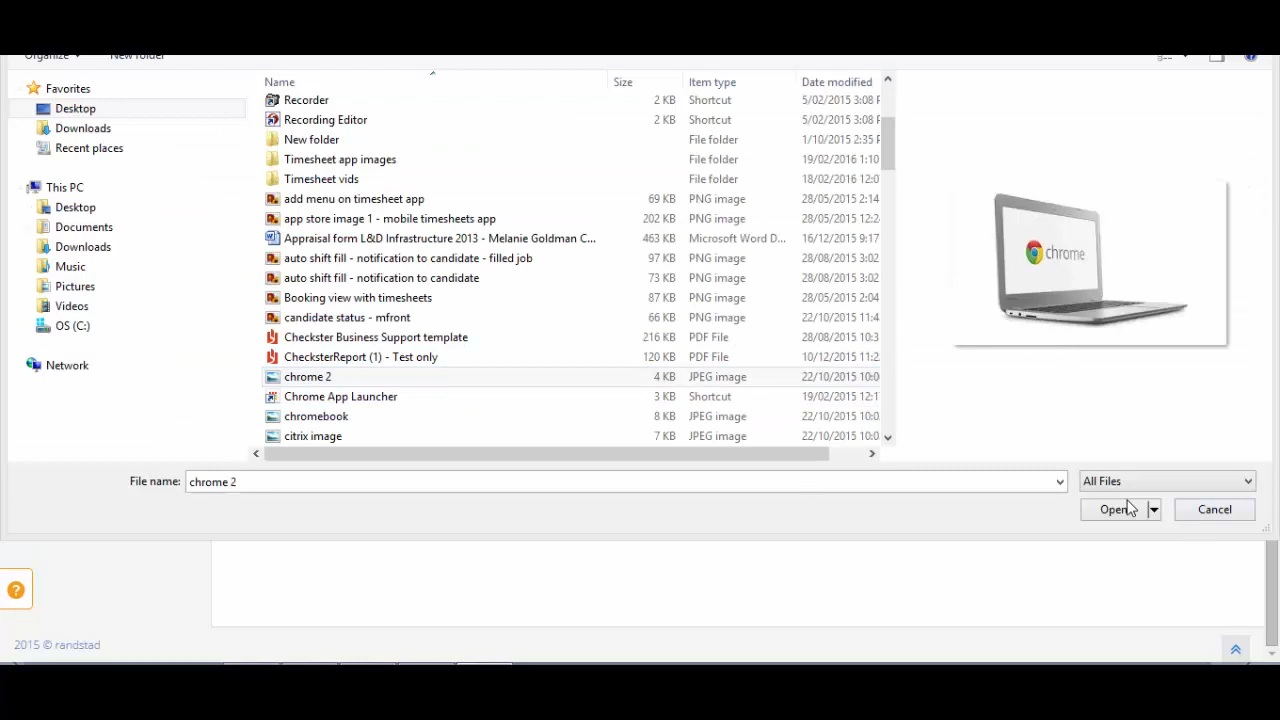 Organize New folder
Favorites
Desktop
Downloads
Recent places
This PC
Desktop
Documents
Downloads
Music
Pictures
Videos
OS (C:)
Network
Name Size Item type Date modified
Recorder 2 KB Shortcut 5/02/2015 3:08 P
Recording Editor 2 KB Shortcut 5/02/2015 3:08 P
New folder File folder 1/10/2015 2:35 P
Timesheet app images File folder 19/02/2016 1:10
Timesheet vids File folder 18/02/2016 12:0
add menu on timesheet app 69 KB PNG image 28/05/2015 2:14
app store image 1 - mobile timesheets app 202 KB PNG image 28/05/2015 12:2
Appraisal form L&D Infrastructure 2013 - Melanie Goldman C... 463 KB Microsoft Word D... 16/12/2015 9:17
auto shift fill - notification to candidate - filled job 97 KB PNG image 28/08/2015 3:02
auto shift fill - notification to candidate 73 KB PNG image 28/08/2015 3:02
Booking view with timesheets 87 KB PNG image 28/05/2015 2:04
candidate status - mfront 66 KB PNG image 22/10/2015 11:4
Checkster Business Support template 216 KB PDF File 28/08/2015 10:3
ChecksterReport (1) - Test only 120 KB PDF File 10/12/2015 11:2
chrome 2 4 KB JPEG image 22/10/2015 10:0
Chrome App Launcher 3 KB Shortcut 19/02/2015 12:1
chromebook 8 KB JPEG image 22/10/2015 10:0
citrix image 7 KB JPEG image 22/10/2015 10:0
chrome
File name: chrome 2 All Files
Open Cancel
?
2015 © randstad